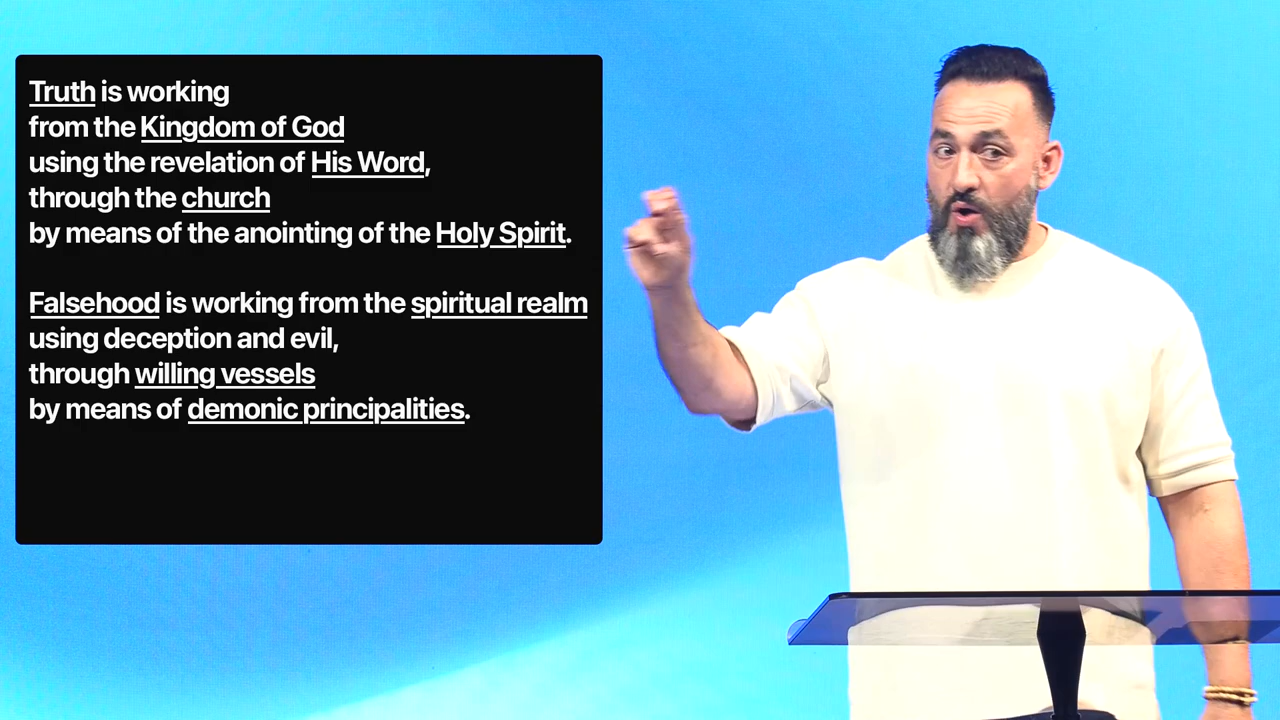 Truth is working
from the Kingdom of God
using the revelation of His Word,
through the church
by means of the anointing of the Holy Spirit.
Falsehood is working from the spiritual realm
using deception and evil,
through willing vessels
by means of demonic principalities.